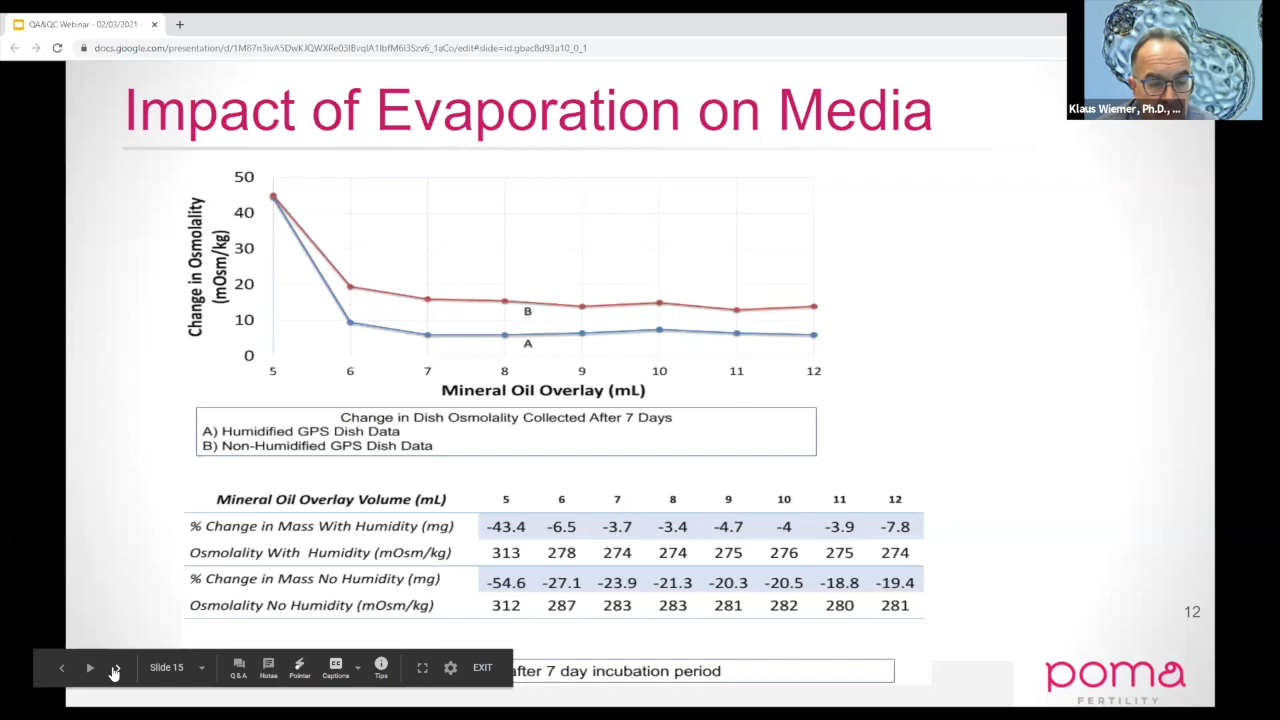 QA&QC Webinar - 02/03/2021 -
docs.google.com/presentation/d/1M87n3ivA5DwKJQWXRe03IBvqlA1lbfM6I3Szv6_1aCo/edit#slide=id.gbac8d93a10_0_1
Klaus Wiemer, Ph.D., ...
Impact of Evaporation on Media
Change in Osmolality
(mOsm/kg)
50
40
30
20
10
0
B
A
5 6 7 8 9 10 11 12
Mineral Oil Overlay (mL)
Change in Dish Osmolality Collected After 7 Days
A) Humidified GPS Dish Data
B) Non-Humidified GPS Dish Data
Mineral Oil Overlay Volume (mL) 5 6 7 8 9 10 11 12
% Change in Mass With Humidity (mg) -43.4 -6.5 -3.7 -3.4 -4.7 -4 -3.9 -7.8
Osmolality With Humidity (mOsm/kg) 313 278 274 274 275 276 275 274
% Change in Mass No Humidity (mg) -54.6 -27.1 -23.9 -21.3 -20.3 -20.5 -18.8 -19.4
Osmolality No Humidity (mOsm/kg) 312 287 283 283 281 282 280 281
12
after 7 day incubation period
Slide 15
Q & A
Notes
Pointer
CC
Captions
Tips
EXIT
poma
FERTILITY